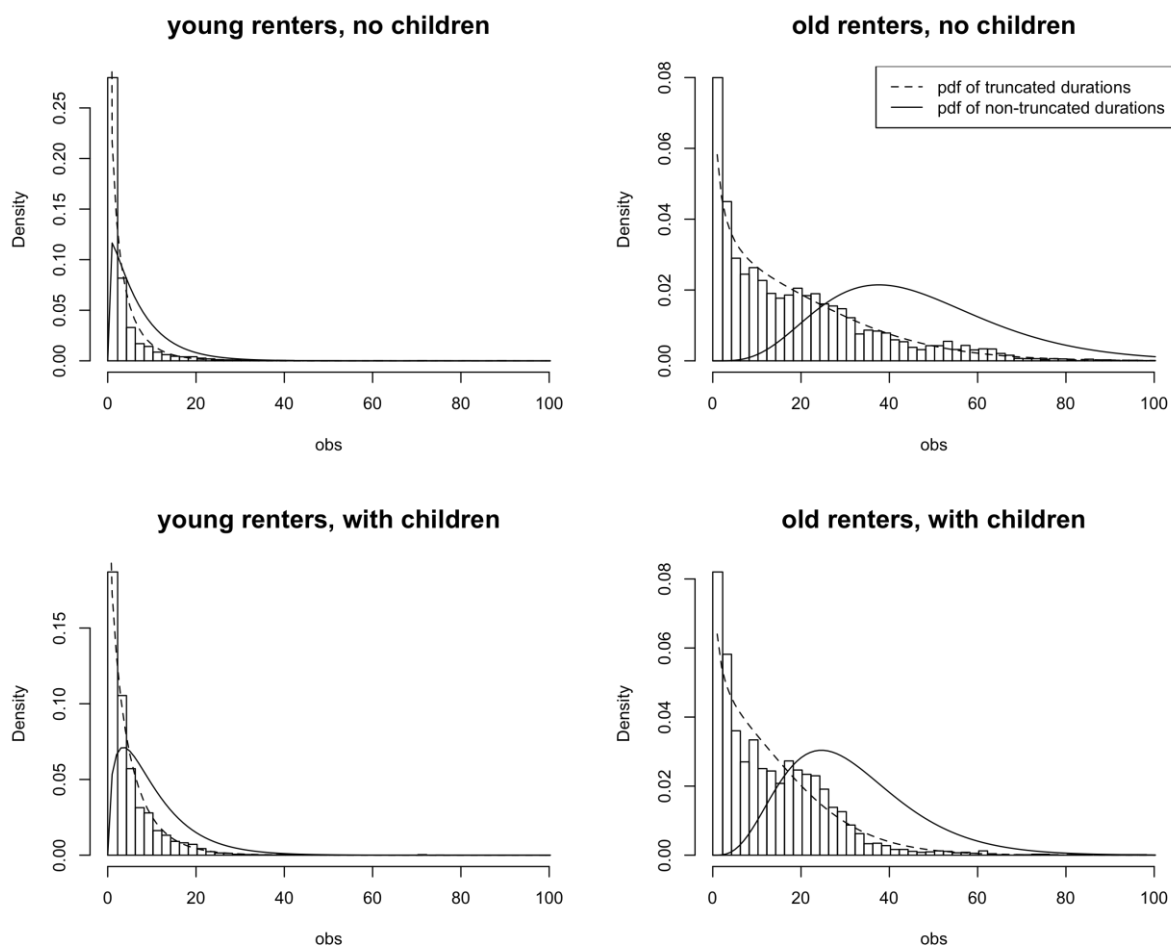 young renters, no children
Density
0.00 0.05 0.10 0.15 0.20 0.25
0 20 40 60 80 100
obs
old renters, no children
pdf of truncated durations
pdf of non-truncated durations
Density
0.00 0.02 0.04 0.06 0.08
0 20 40 60 80 100
obs
young renters, with children
Density
0.00 0.05 0.10 0.15
0 20 40 60 80 100
obs
old renters, with children
Density
0.00 0.02 0.04 0.06 0.08
0 20 40 60 80 100
obs